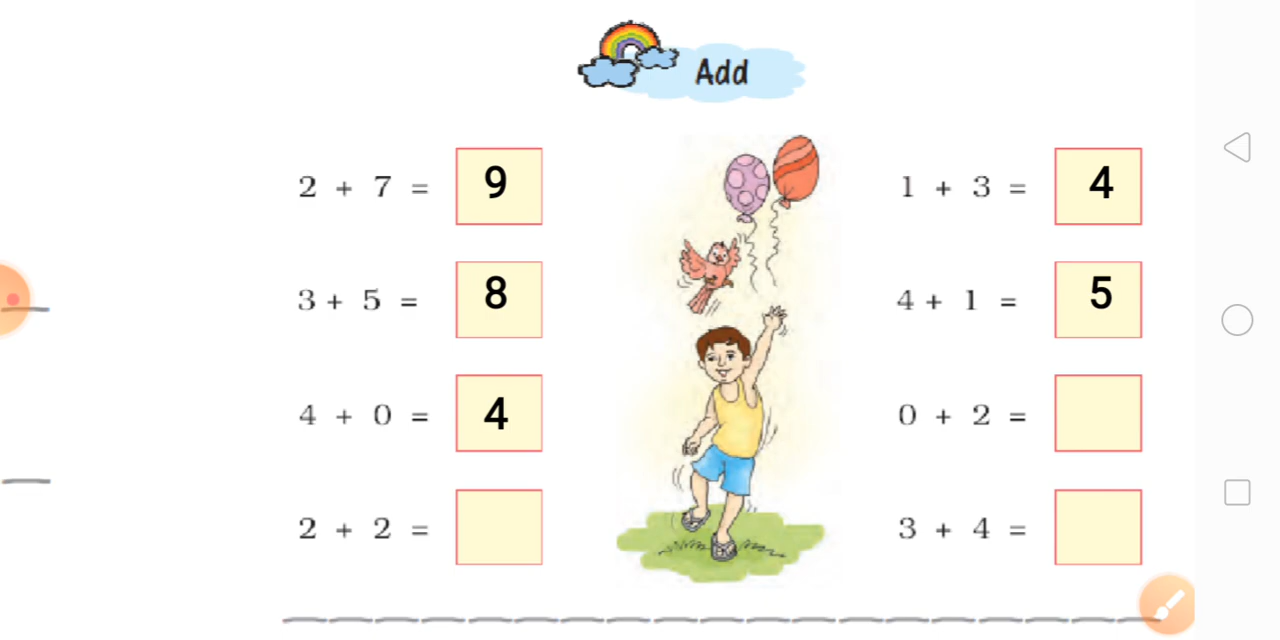 Add
2 + 7 = 9
1 + 3 = 4
3 + 5 = 8
4 + 1 = 5
4 + 0 = 4
0 + 2 =
2 + 2 =
3 + 4 =